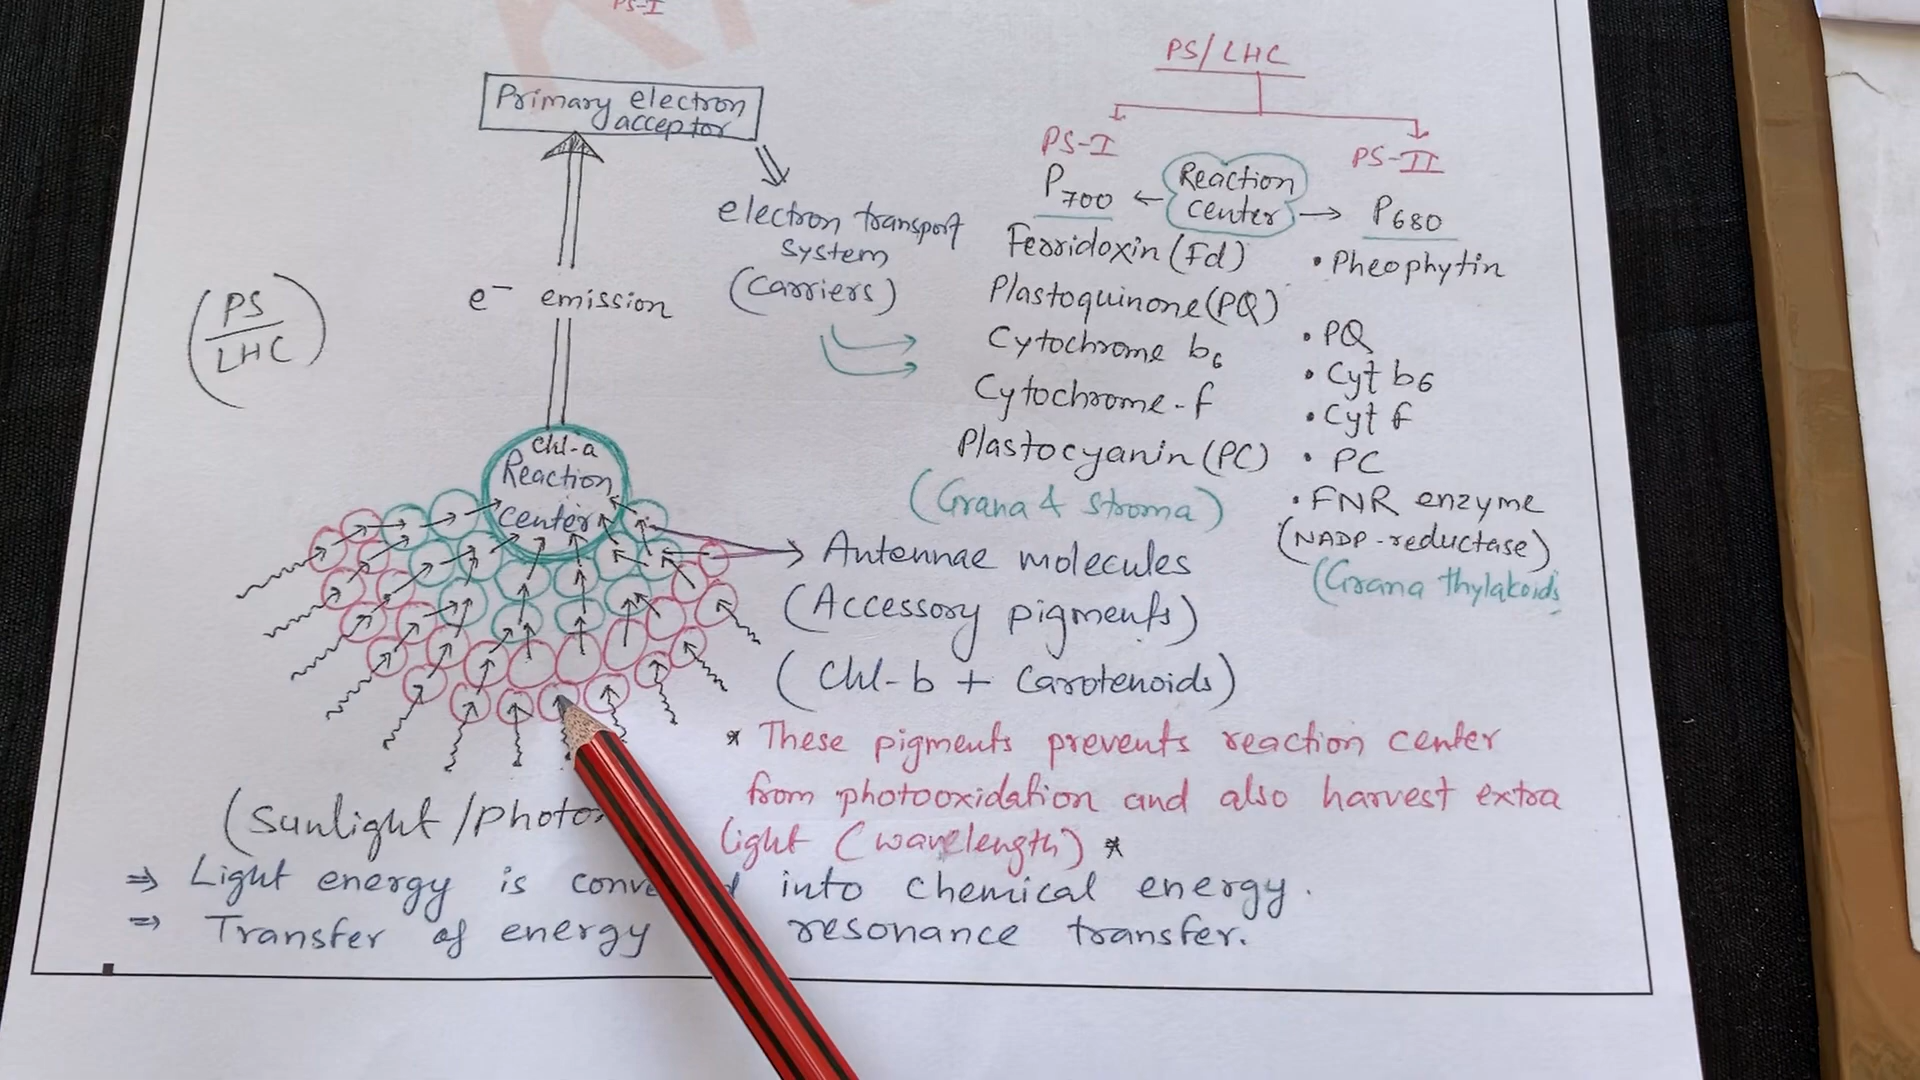 PS-I
Primary electron
acceptor
electron transport
system
(carriers)
e⁻ emission
(PS
LHC)
Chl-a
Reaction
center
PS/LHC
PS-I
PS-II
P700 ← Reaction
center → P680
Ferridoxin (Fd)
Plastoquinone (PQ)
Cytochrome b6
Cytochrome-f
Plastocyanin (PC)
(Grana & stroma)
• Pheophytin
• PQ
• Cyt b6
• Cyt f
• PC
• FNR enzyme
(NADP-reductase)
(Grana thylakoids
Antennae molecules
(Accessory pigments)
(Chl-b + Carotenoids)
* These pigments prevents reaction center
from photooxidation and also harvest extra
light (wavelength) *
(Sunlight/Photo
⇒ Light energy is conve d into chemical energy.
⇒ Transfer of energy resonance transfer.